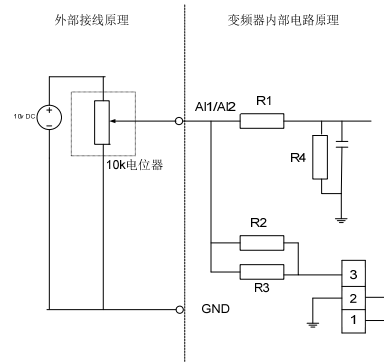 外部接线原理
变频器内部电路原理
10v DC
10k电位器
AI1/AI2
R1
R4
R2
R3
GND
3
2
1